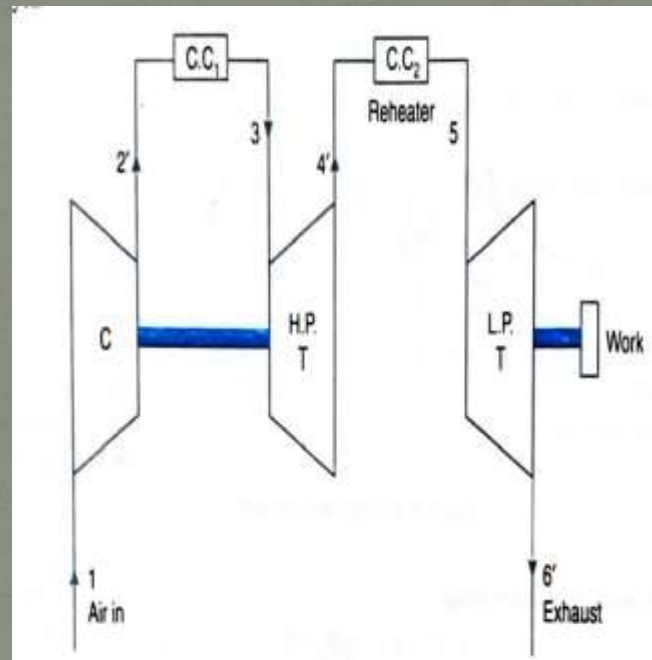 C.C₁
C.C₂
Reheater
2'
3
4'
5
C
H.P.
T
L.P.
T
Work
1
Air in
6'
Exhaust